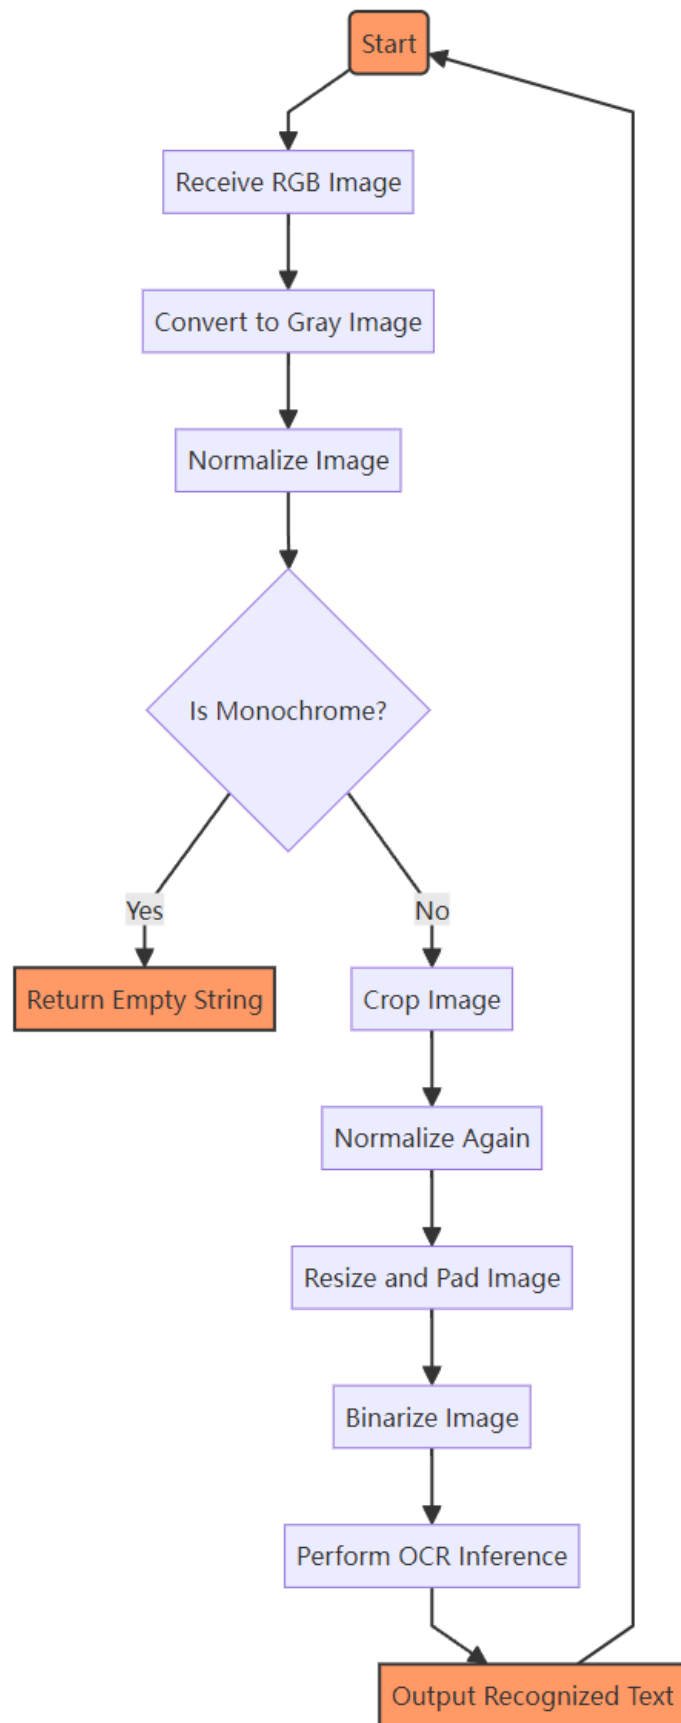 Start
Receive RGB Image
Convert to Gray Image
Normalize Image
Is Monochrome?
Yes
No
Return Empty String
Crop Image
Normalize Again
Resize and Pad Image
Binarize Image
Perform OCR Inference
Output Recognized Text